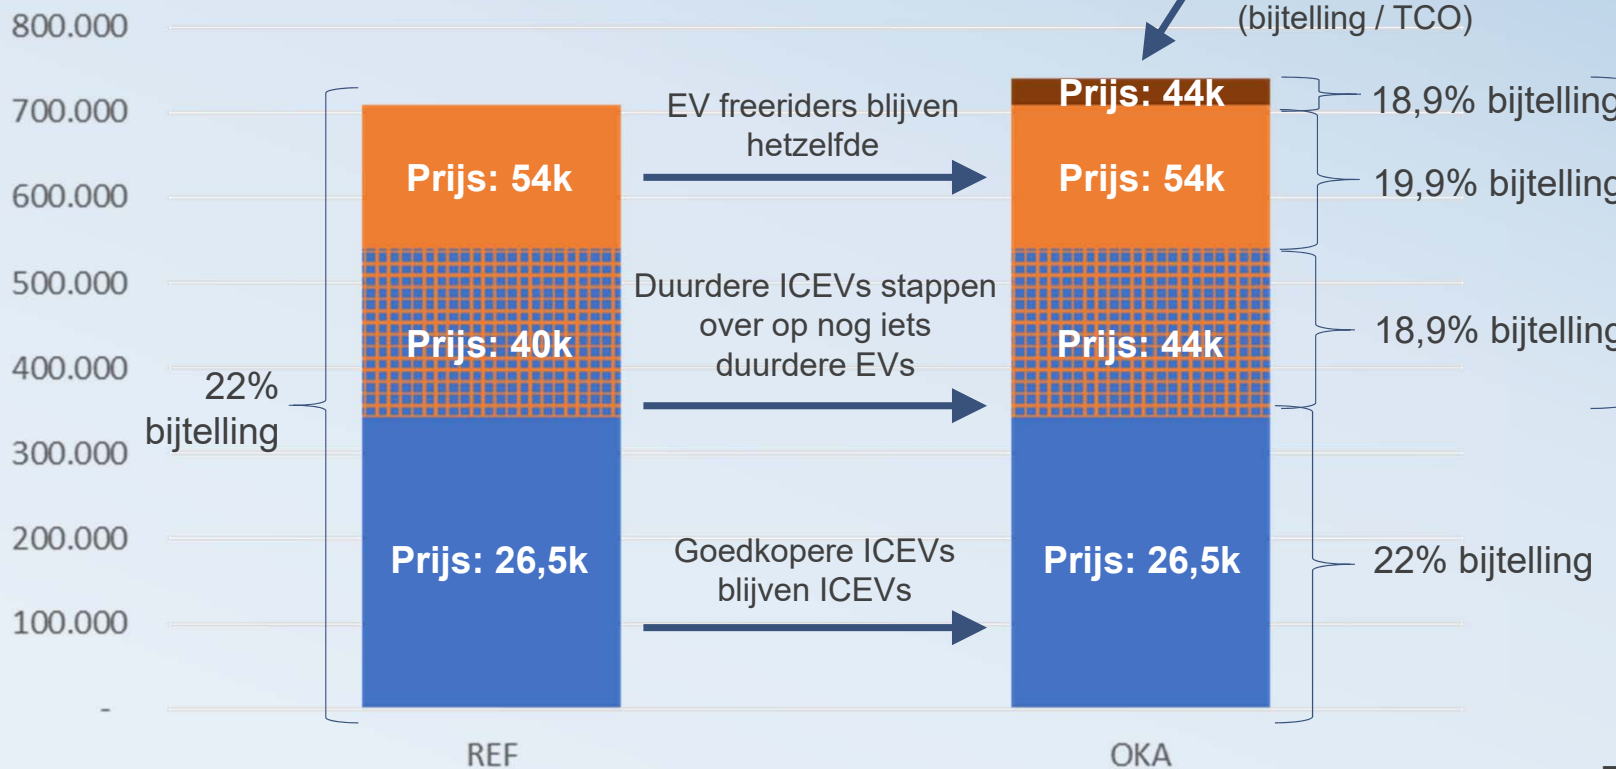 (bijtelling / TCO)
800.000
700.000
600.000
500.000
400.000
300.000
200.000
100.000
-
22%
bijtelling
Prijs: 54k
Prijs: 40k
Prijs: 26,5k
EV freeriders blijven
hetzelfde
Duurdere ICEVs stappen
over op nog iets
duurdere EVs
Goedkopere ICEVs
blijven ICEVs
Prijs: 44k
Prijs: 54k
Prijs: 44k
Prijs: 26,5k
18,9% bijtelling
19,9% bijtelling
18,9% bijtelling
22% bijtelling
REF
OKA